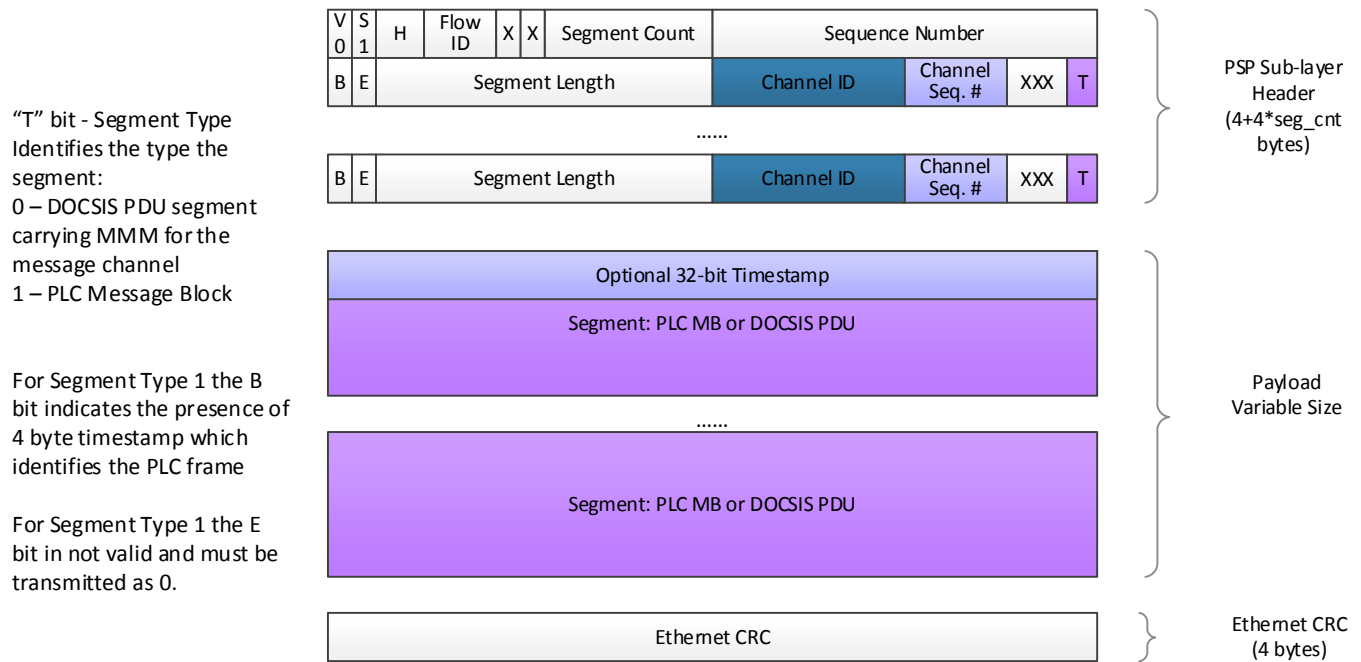 V S H Flow X X Segment Count Sequence Number
0 1 ID
B E Segment Length Channel ID Channel XXX T
Seq. #
......
B E Segment Length Channel ID Channel XXX T
Seq. #
PSP Sub-layer
Header
(4+4*seg_cnt
bytes)
“T” bit - Segment Type
Identifies the type the
segment:
0 – DOCSIS PDU segment
carrying MMM for the
message channel
1 – PLC Message Block
For Segment Type 1 the B
bit indicates the presence of
4 byte timestamp which
identifies the PLC frame
For Segment Type 1 the E
bit in not valid and must be
transmitted as 0.
Optional 32-bit Timestamp
Segment: PLC MB or DOCSIS PDU
......
Segment: PLC MB or DOCSIS PDU
Payload
Variable Size
Ethernet CRC
Ethernet CRC
(4 bytes)